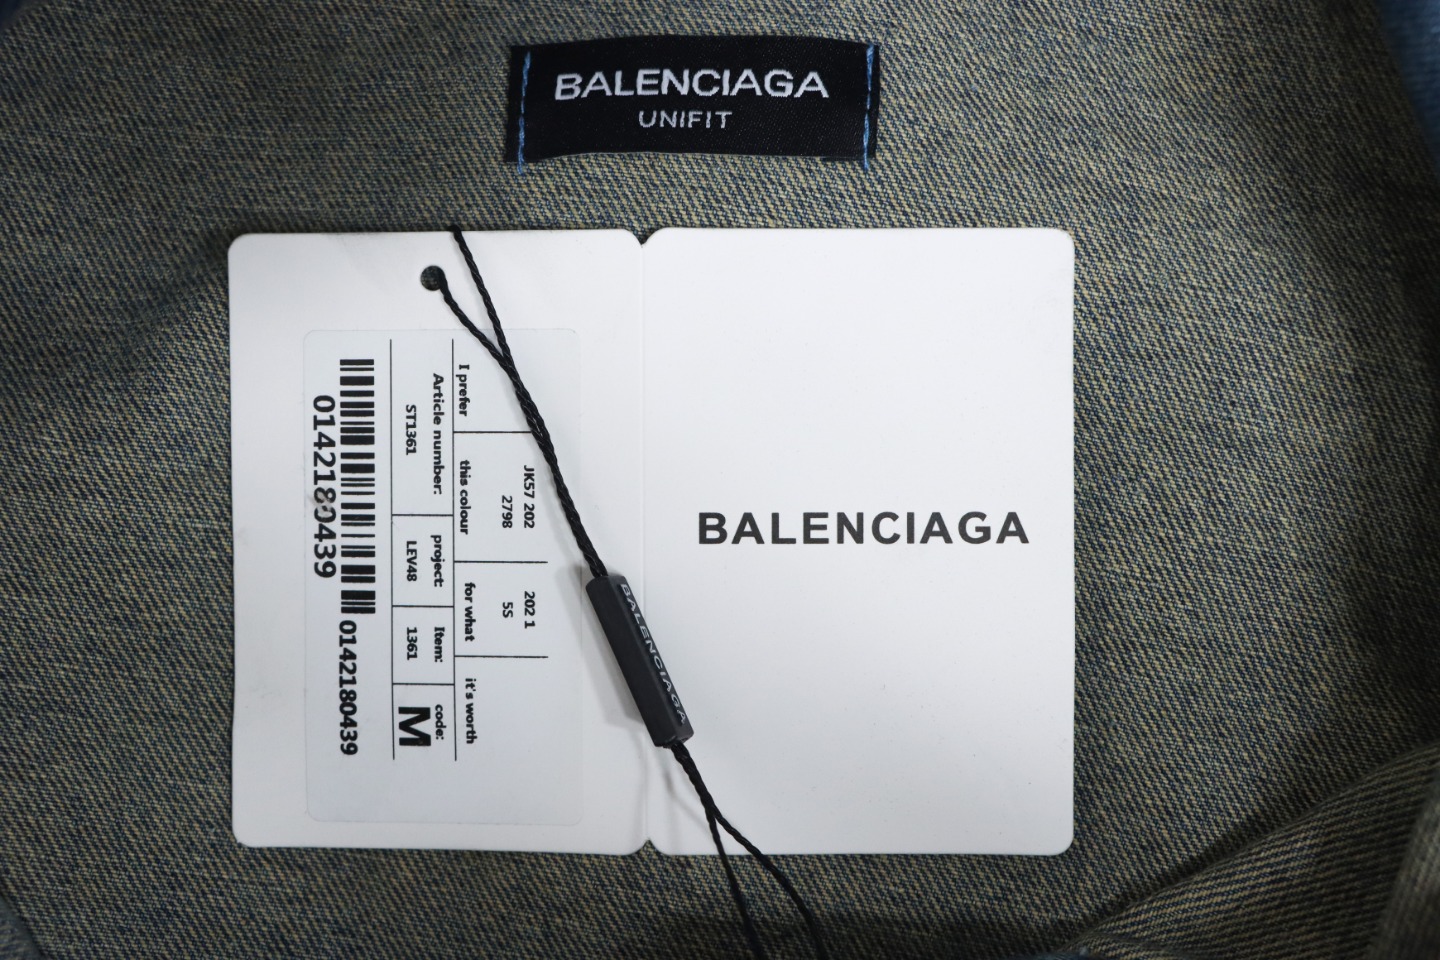 BALENCIAGA
UNIFIT
JK57 202
2798
202 1
5S
I prefer
this colour
for what
it's worth
Article number:
project:
Item:
code:
ST1361
LEV48
1361
M
0142180439
0142180439
BALENCIAGA
BALENCIAGA